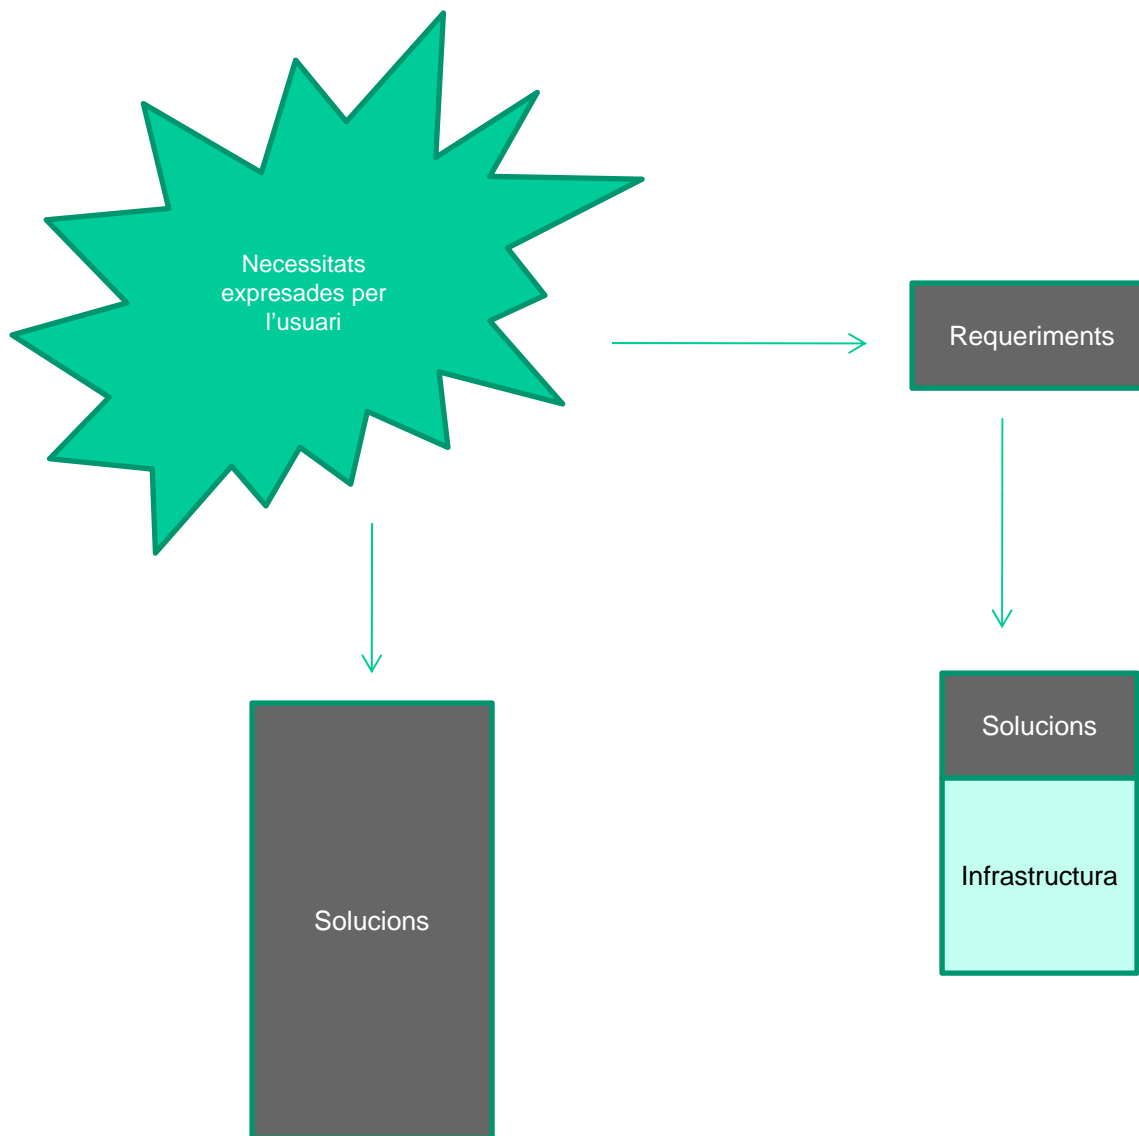 Necessitats
expresades per
l’usuari
Requeriments
Solucions
Infrastructura
Solucions